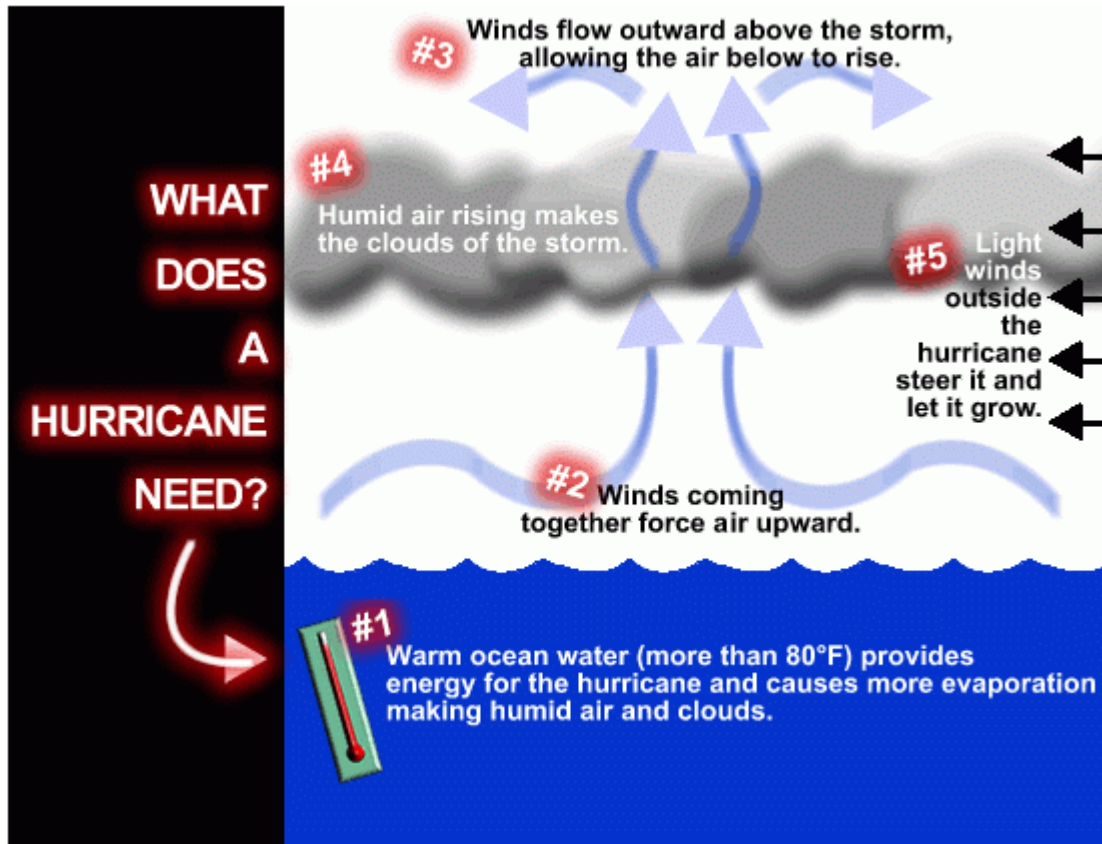 WHAT
DOES
A
HURRICANE
NEED?
#1
Warm ocean water (more than 80°F) provides
energy for the hurricane and causes more evaporation
making humid air and clouds.
#2
Winds coming
together force air upward.
#3
Winds flow outward above the storm,
allowing the air below to rise.
#4
Humid air rising makes
the clouds of the storm.
#5
Light
winds
outside
the
hurricane
steer it and
let it grow.